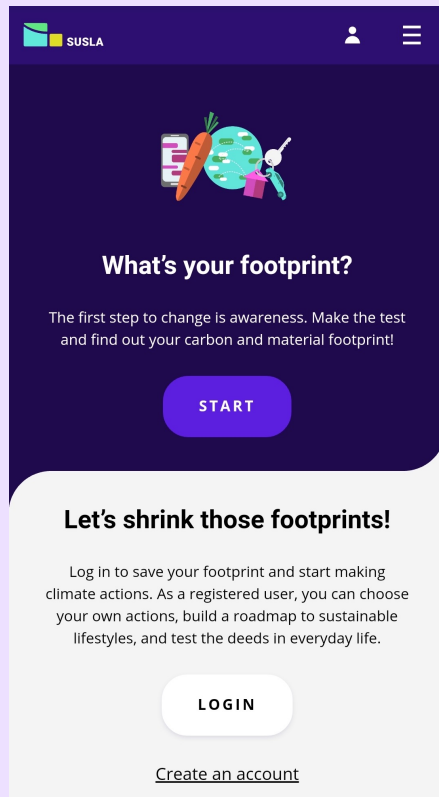 SUSLA
What's your footprint?
The first step to change is awareness. Make the test
and find out your carbon and material footprint!
START
Let's shrink those footprints!
Log in to save your footprint and start making
climate actions. As a registered user, you can choose
your own actions, build a roadmap to sustainable
lifestyles, and test the deeds in everyday life.
LOGIN
Create an account